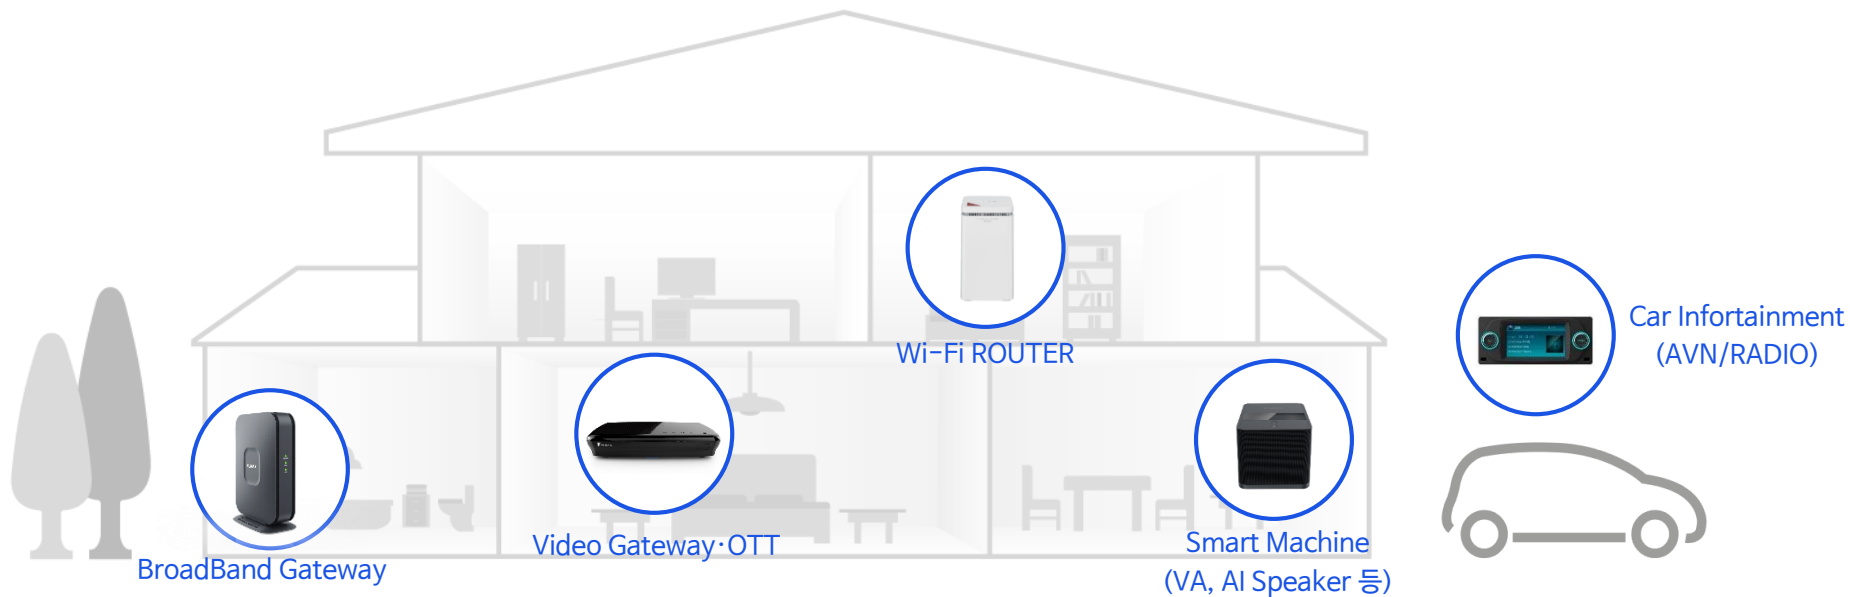 Wi-Fi ROUTER
Car Infortainment
(AVN/RADIO)
BroadBand Gateway
Video Gateway·OTT
Smart Machine
(VA, AI Speaker 등)